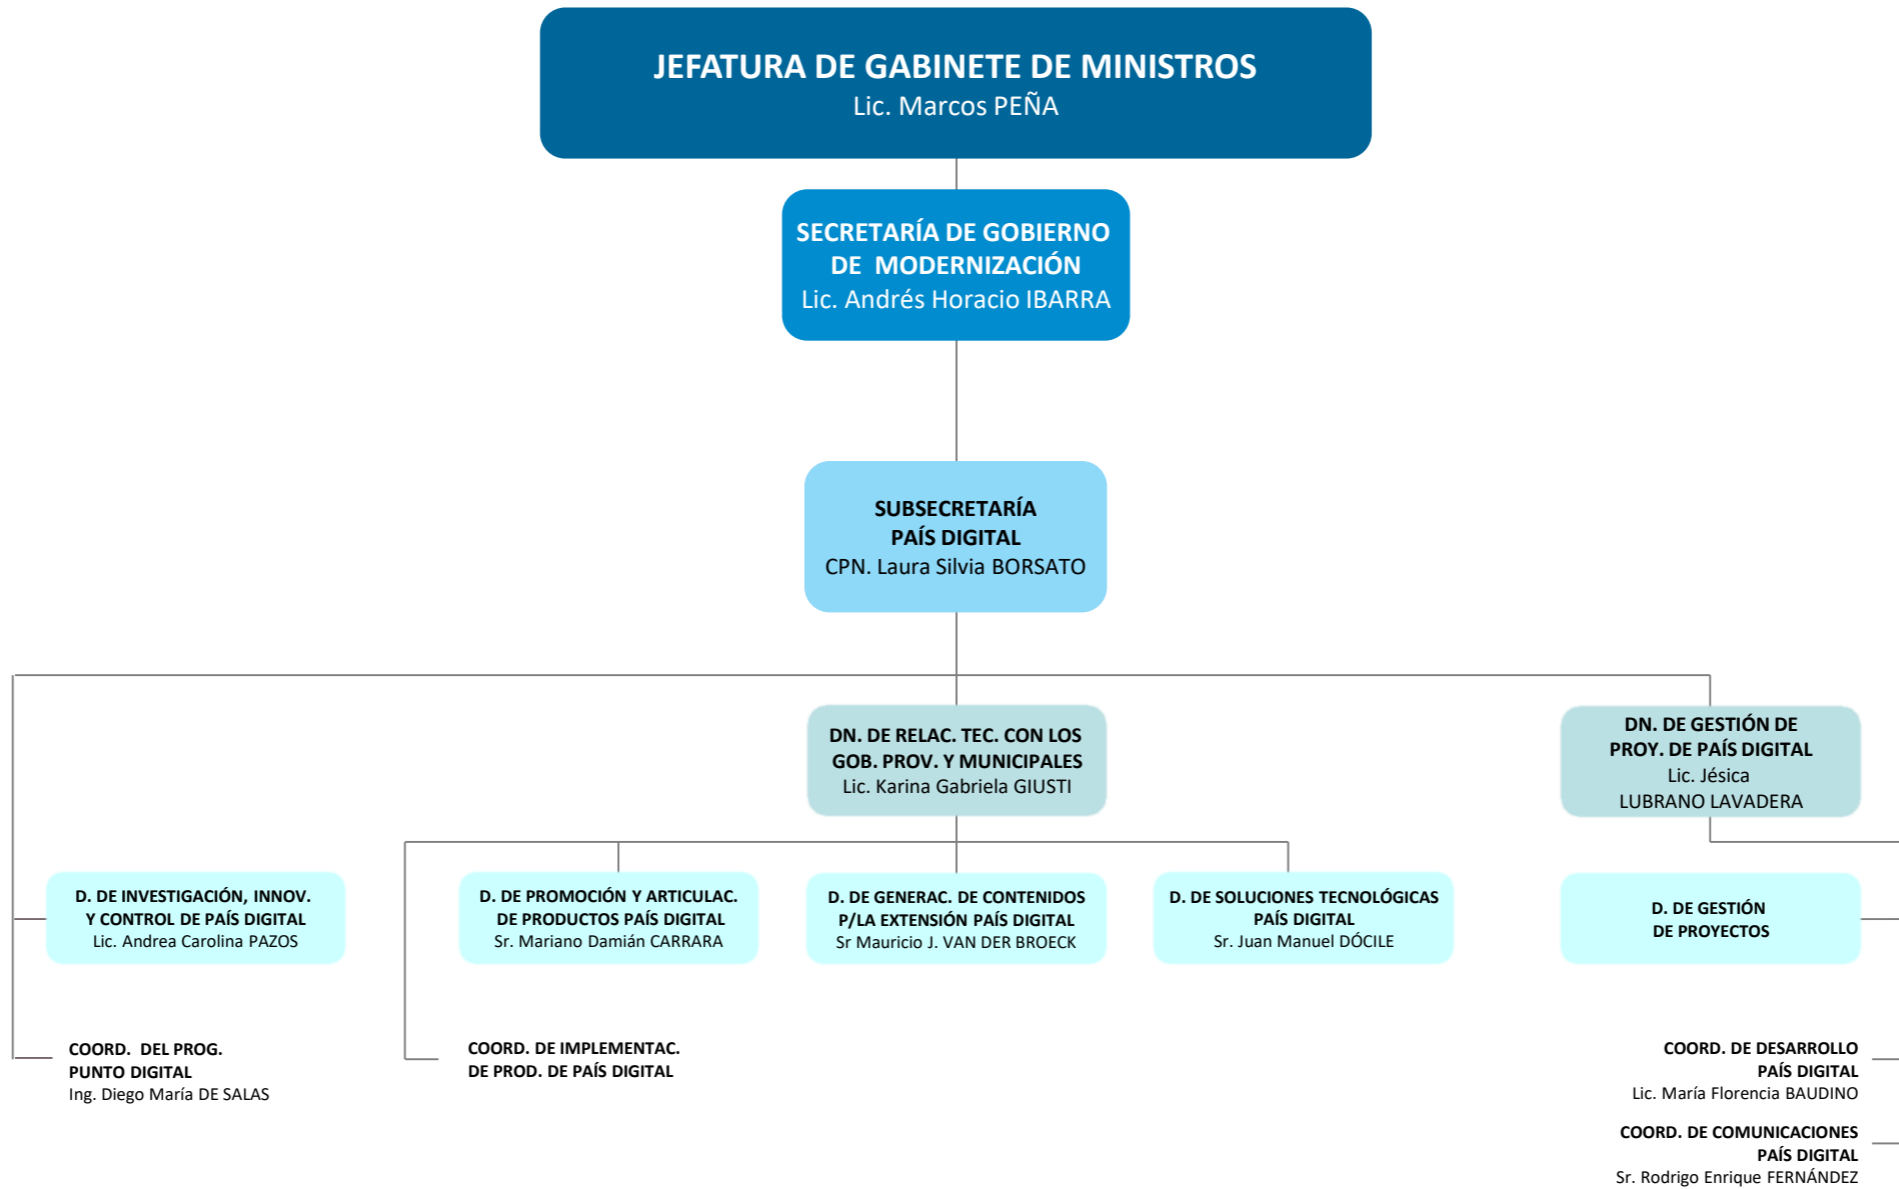 JEFATURA DE GABINETE DE MINISTROS
Lic. Marcos PEÑA
SECRETARÍA DE GOBIERNO
DE MODERNIZACIÓN
Lic. Andrés Horacio IBARRA
SUBSECRETARÍA
PAÍS DIGITAL
CPN. Laura Silvia BORSATO
DN. DE RELAC. TEC. CON LOS
GOB. PROV. Y MUNICIPALES
Lic. Karina Gabriela GIUSTI
DN. DE GESTIÓN DE
PROY. DE PAÍS DIGITAL
Lic. Jésica
LUBRANO LAVADERA
D. DE INVESTIGACIÓN, INNOV.
Y CONTROL DE PAÍS DIGITAL
Lic. Andrea Carolina PAZOS
D. DE PROMOCIÓN Y ARTICULAC.
DE PRODUCTOS PAÍS DIGITAL
Sr. Mariano Damián CARRARA
D. DE GENERAC. DE CONTENIDOS
P/LA EXTENSIÓN PAÍS DIGITAL
Sr Mauricio J. VAN DER BROECK
D. DE SOLUCIONES TECNOLÓGICAS
PAÍS DIGITAL
Sr. Juan Manuel DÓCILE
D. DE GESTIÓN
DE PROYECTOS
COORD. DEL PROG.
PUNTO DIGITAL
Ing. Diego María DE SALAS
COORD. DE IMPLEMENTAC.
DE PROD. DE PAÍS DIGITAL
COORD. DE DESARROLLO
PAÍS DIGITAL
Lic. María Florencia BAUDINO
COORD. DE COMUNICACIONES
PAÍS DIGITAL
Sr. Rodrigo Enrique FERNÁNDEZ